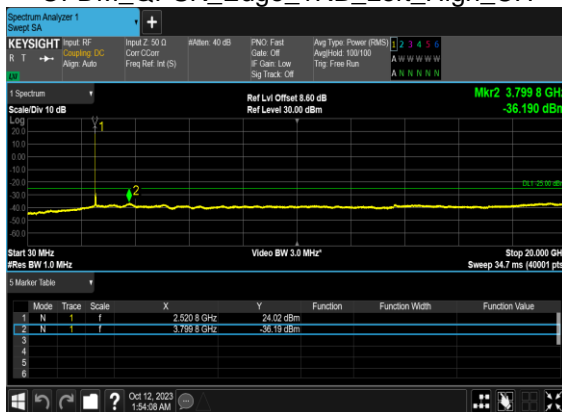 Spectrum Analyzer 1
Swept SA
+
KEYSIGHT Input: RF Input Z: 50 Ω #Atten: 40 dB PNO: Fast Avg Type: Power (RMS) 1 2 3 4 5 6
R T Coupling: DC Corr CCorr Gate: Off Avg|Hold: 100/100 A W W W W W
Align: Auto Freq Ref: Int (S) IF Gain: Low Trig: Free Run
LU Sig Track: Off A N N N N N
1 Spectrum Ref Lvl Offset 8.60 dB Mkr2 3.799 8 GHz
Scale/Div 10 dB Ref Level 30.00 dBm -36.190 dBm
Log
1
20.0
10.0
0.00
-10.0
-20.0
2
-30.0
-40.0
-50.0
-60.0
Start 30 MHz Video BW 3.0 MHz* Stop 20.000 GH
#Res BW 1.0 MHz Sweep 34.7 ms (40001 pts
5 Marker Table
Mode Trace Scale X Y Function Function Width Function Value
1 N 1 f 2.520 8 GHz 24.02 dBm
2 N 1 f 3.799 8 GHz -36.19 dBm
3
4
5
6
? Oct 12, 2023
1:54:08 AM